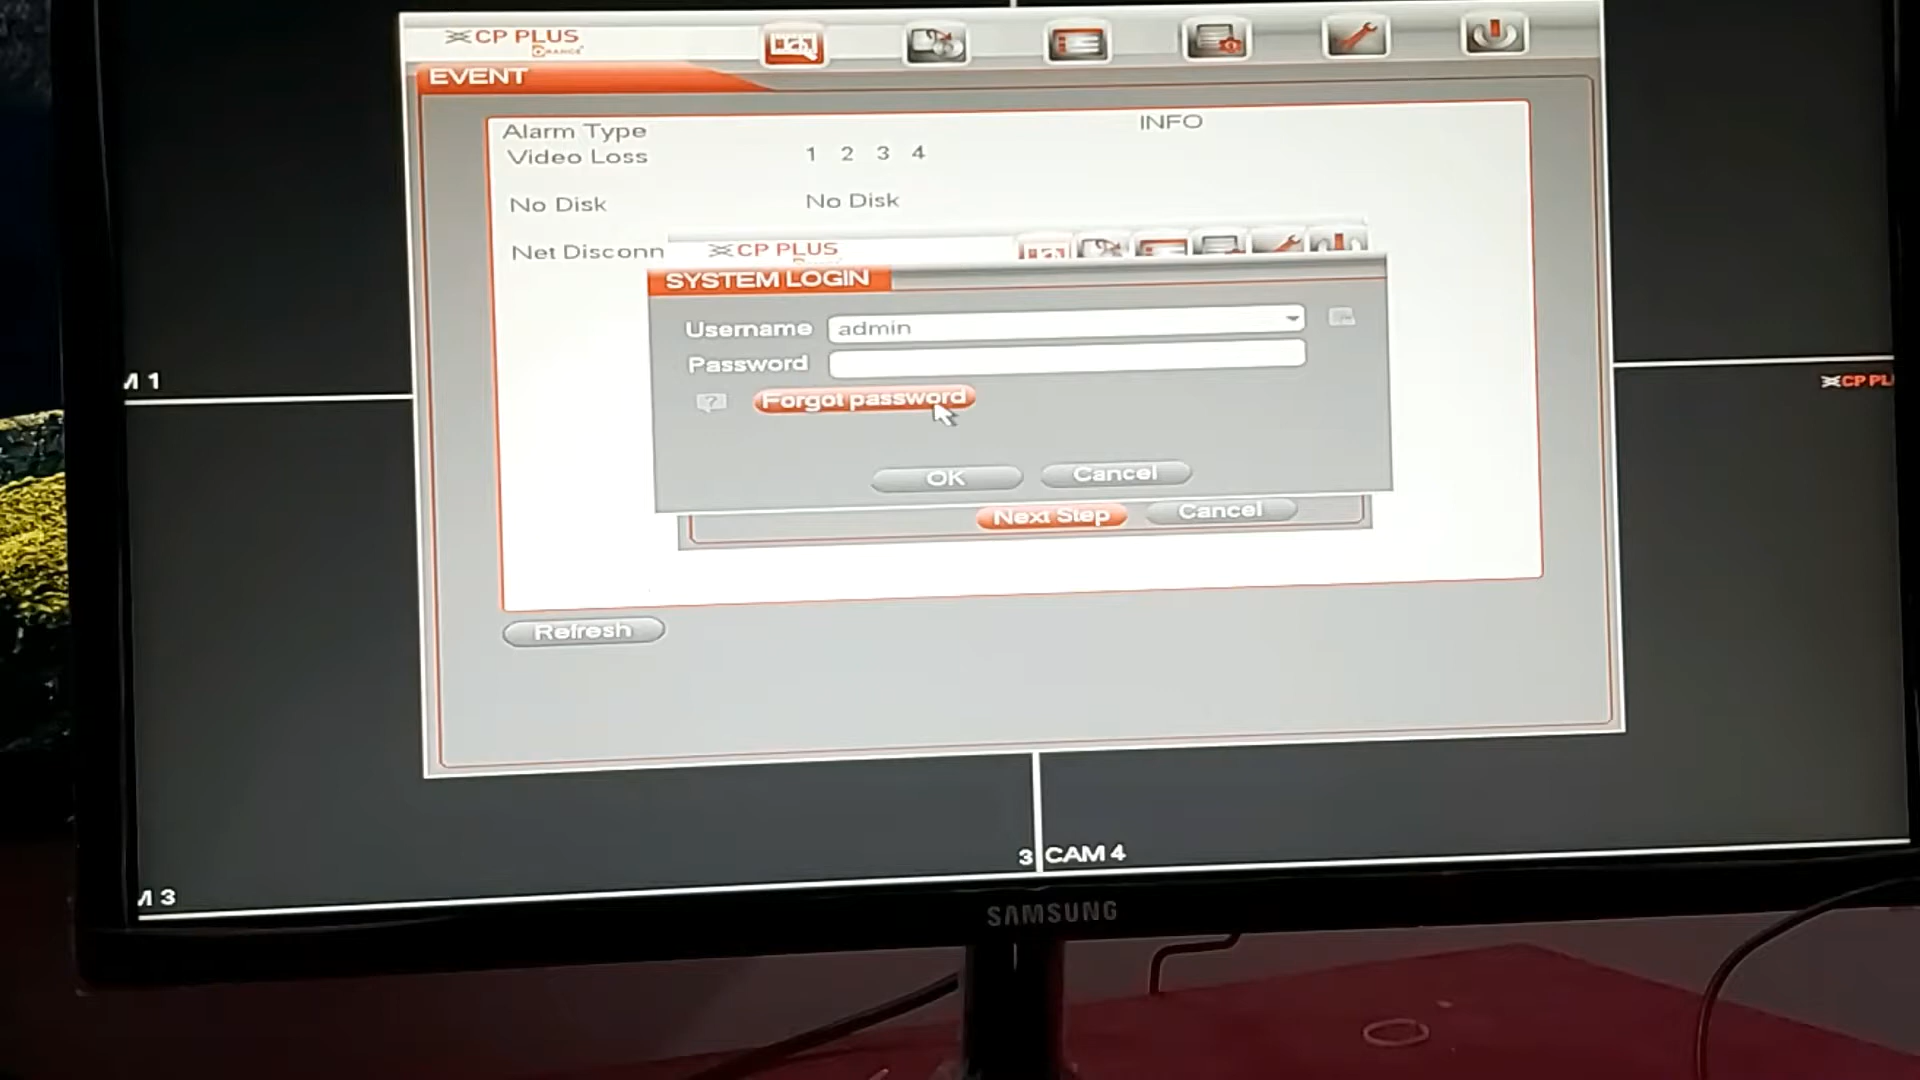 CP PLUS
ORANGE
EVENT
Alarm Type
INFO
Video Loss
1 2 3 4
No Disk
No Disk
Net Disconn
CP PLUS
SYSTEM LOGIN
Username
admin
Password
?
Forgot password
OK
Cancel
Next Step
Cancel
Refresh
M 1
CP PL
3
CAM 4
M 3
SAMSUNG